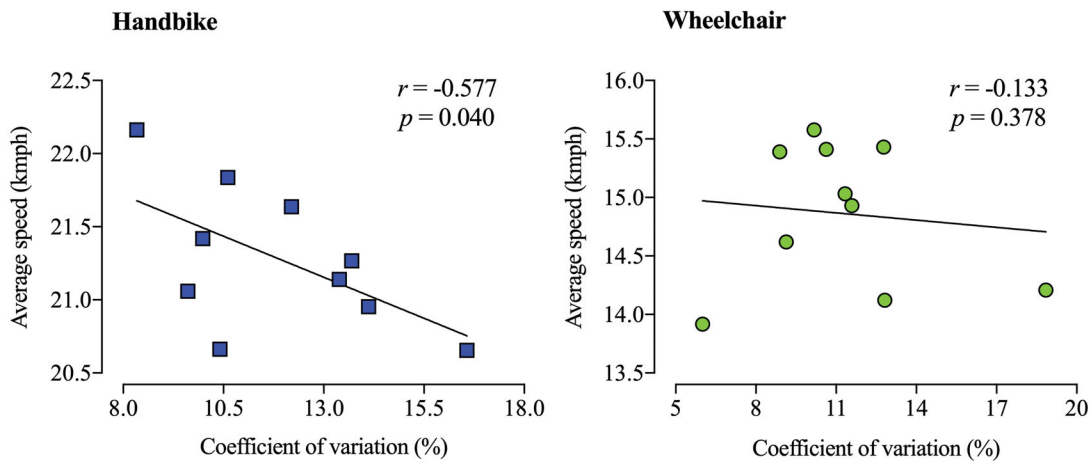 Handbike
r = -0.577
p = 0.040
Average speed (kmph)
22.5
22.0
21.5
21.0
20.5
8.0 10.5 13.0 15.5 18.0
Coefficient of variation (%)
Wheelchair
r = -0.133
p = 0.378
Average speed (kmph)
16.0
15.5
15.0
14.5
14.0
13.5
5 8 11 14 17 20
Coefficient of variation (%)